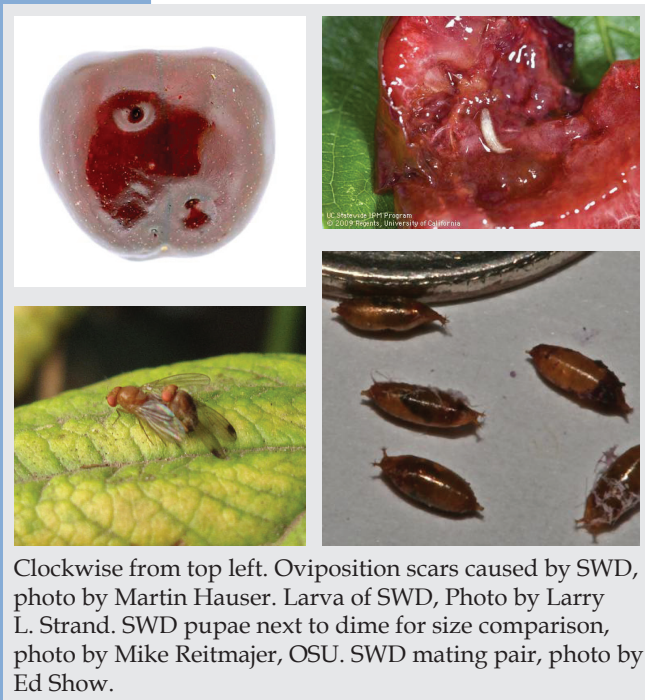 UC Statewide IPM Program
© 2009 Regents, University of California
Clockwise from top left. Oviposition scars caused by SWD,
photo by Martin Hauser. Larva of SWD, Photo by Larry
L. Strand. SWD pupae next to dime for size comparison,
photo by Mike Reitmajer, OSU. SWD mating pair, photo by
Ed Show.